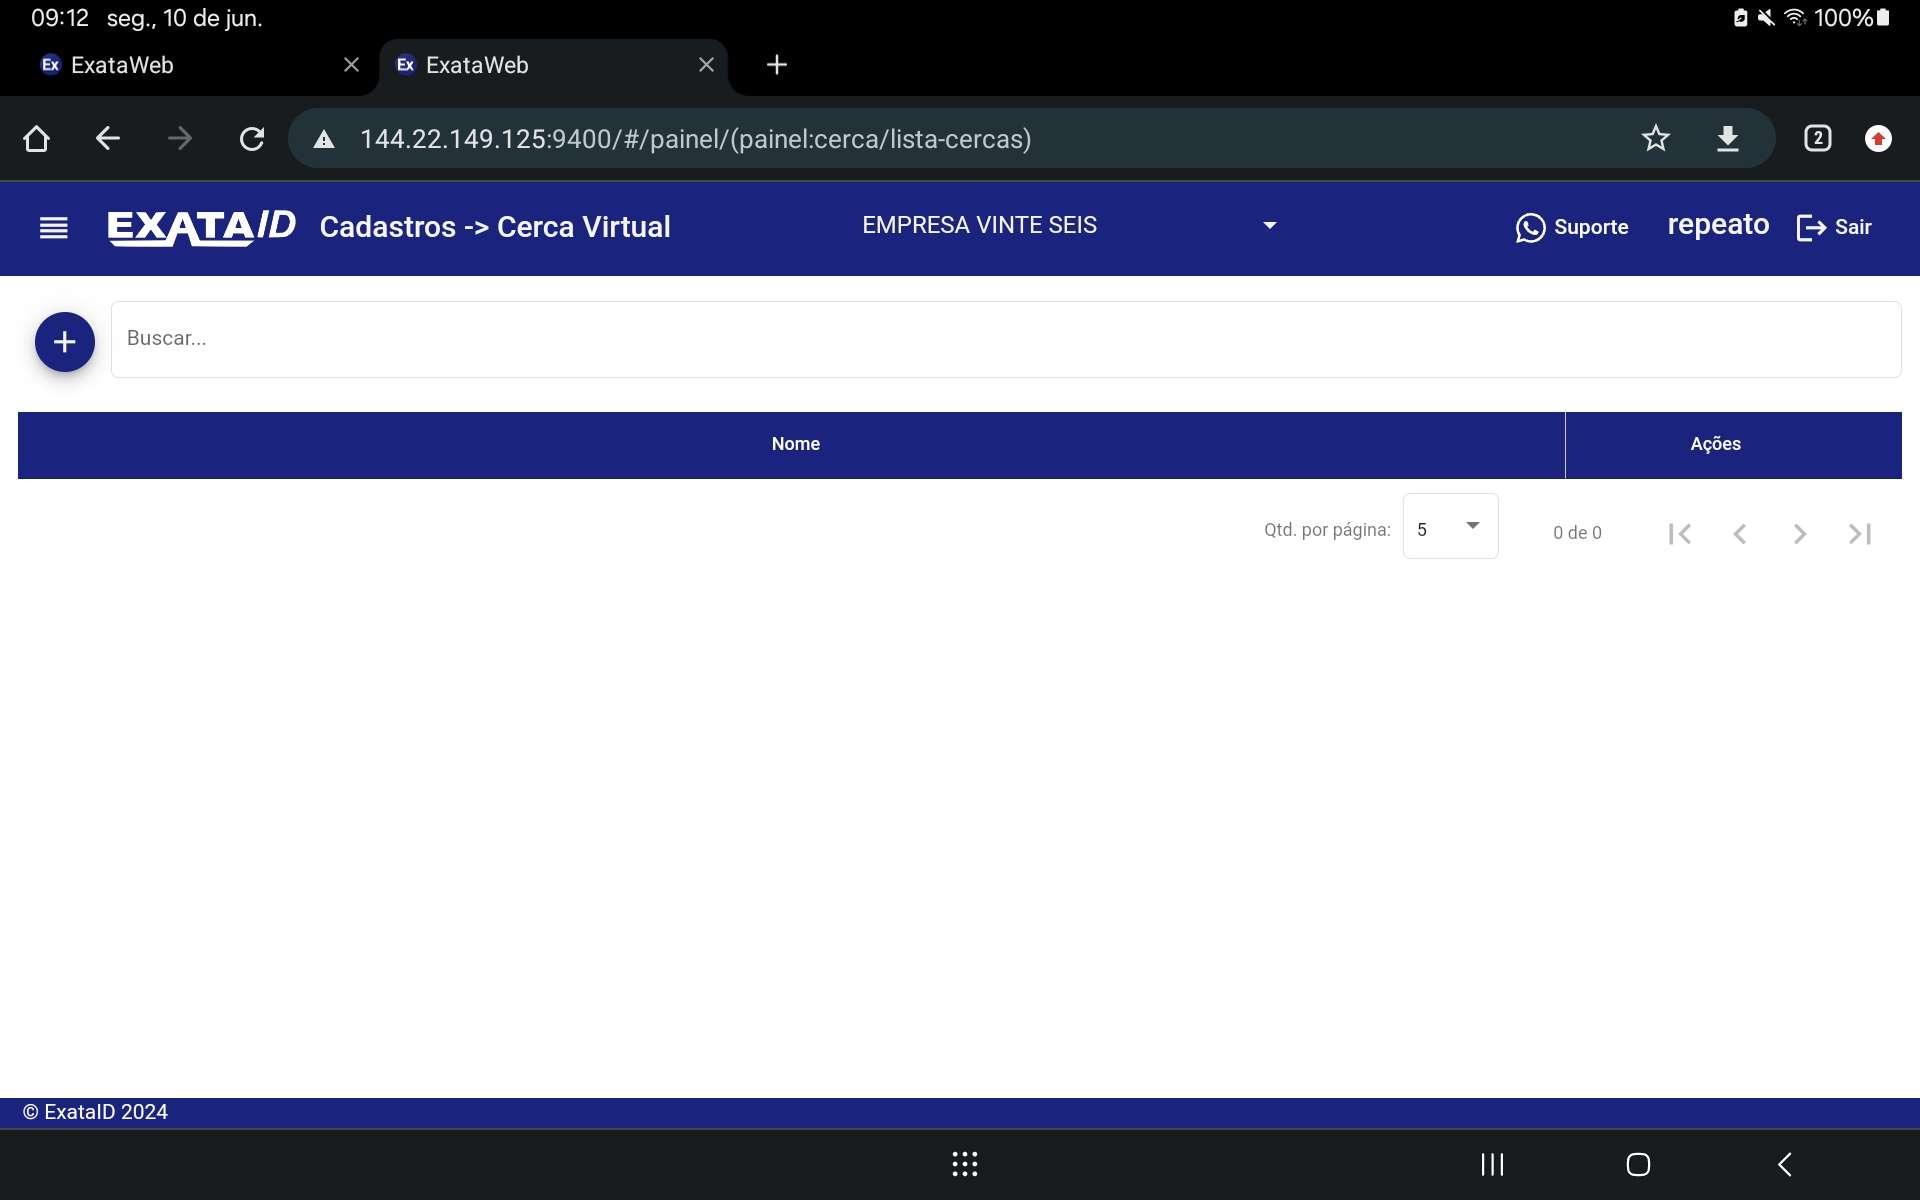 09:12 seg., 10 de jun. 100%
Ex ExataWeb Ex ExataWeb
144.22.149.125:9400/#/painel/(painel:cerca/lista-cercas) 2
EXATAID Cadastros -> Cerca Virtual EMPRESA VINTE SEIS Suporte repeato Sair
Buscar...
Nome Ações
Qtd. por página: 5 0 de 0
© ExataID 2024